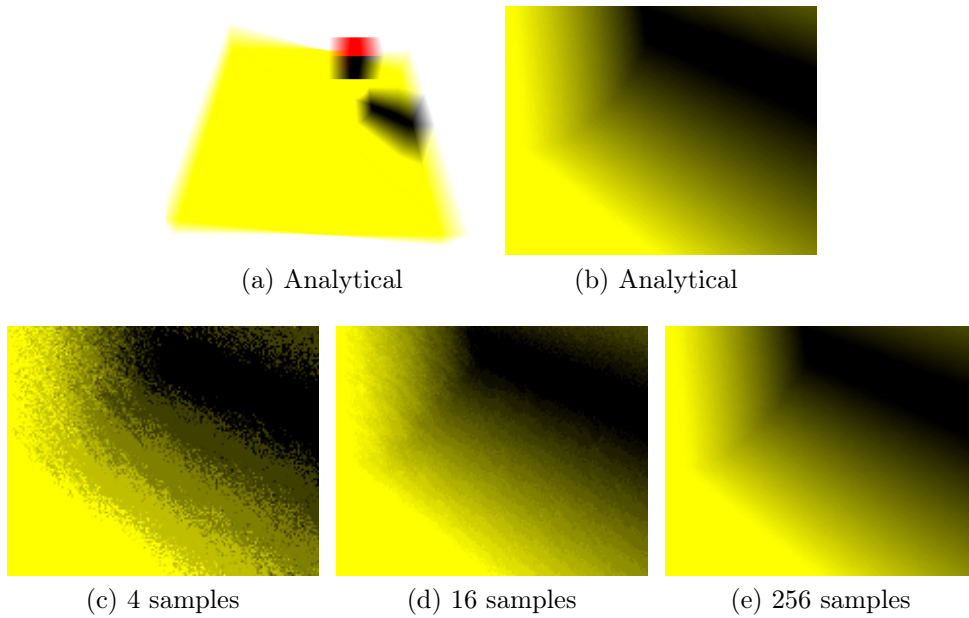 (a) Analytical
(b) Analytical
(c) 4 samples
(d) 16 samples
(e) 256 samples